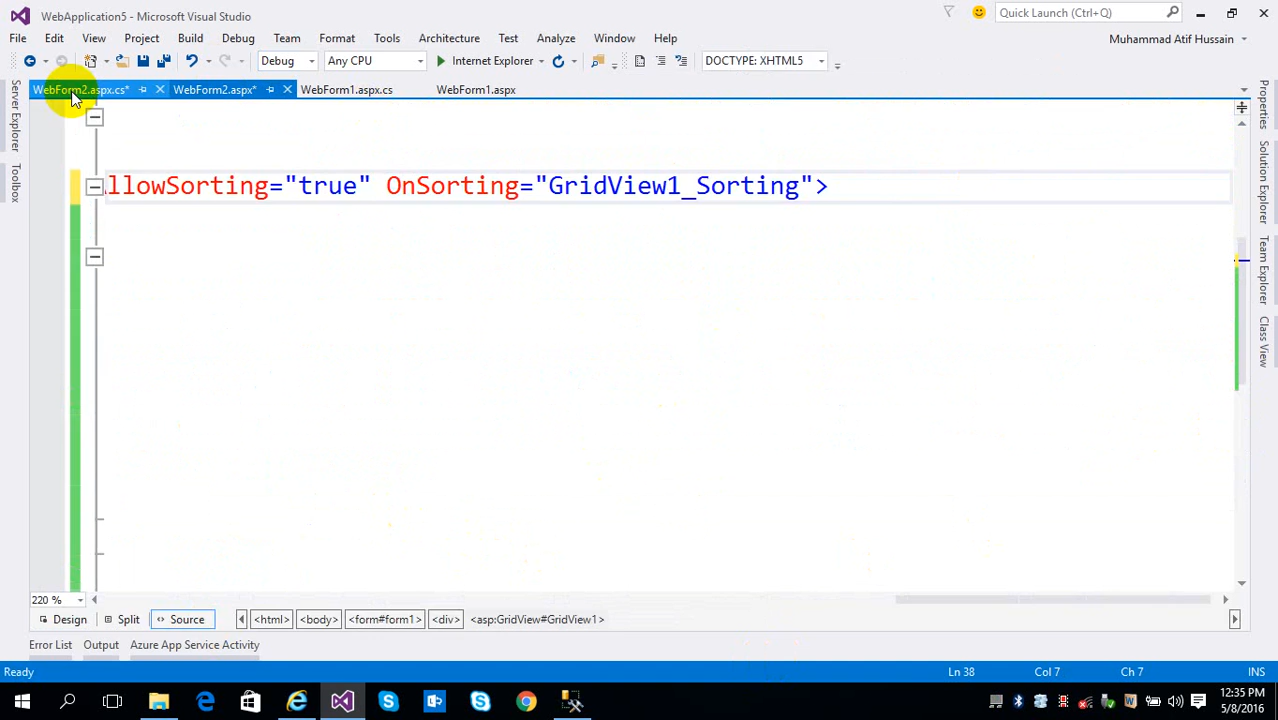 WebApplication5 - Microsoft Visual Studio
Quick Launch (Ctrl+Q)
File Edit View Project Build Debug Team Format Tools Architecture Test Analyze Window Help
Muhammad Atif Hussain
Debug Any CPU Internet Explorer DOCTYPE: XHTML5
WebForm2.aspx.cs* WebForm2.aspx* WebForm1.aspx.cs WebForm1.aspx
Server Explorer
Toolbox
llowSorting="true" OnSorting="GridView1_Sorting">
Properties
Solution Explorer
Team Explorer
Class View
220 %
Design Split Source <html> <body> <form#form1> <div> <asp:GridView#GridView1>
Error List Output Azure App Service Activity
Ready Ln 38 Col 7 Ch 7 INS
12:35 PM
5/8/2016